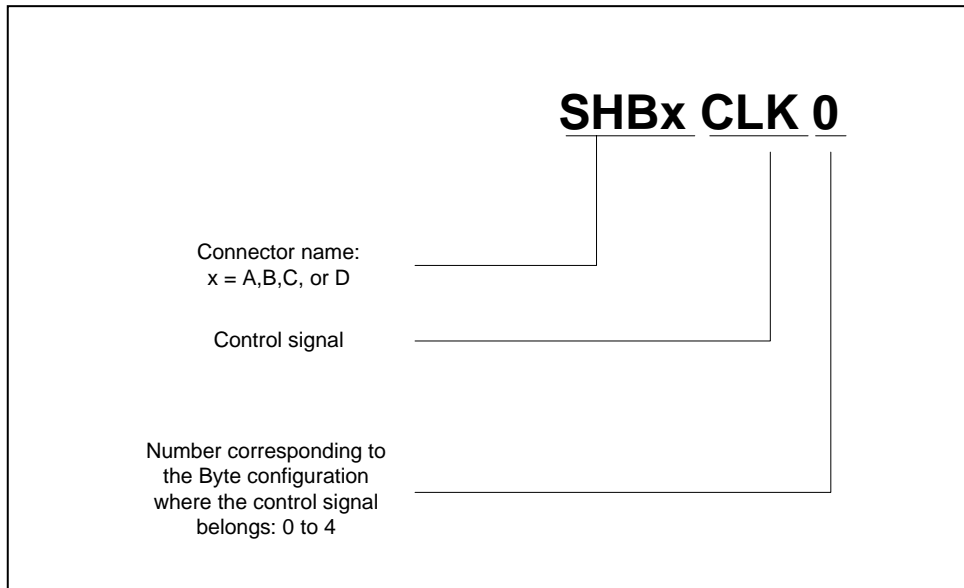 SHBx CLK 0
Connector name:
x = A,B,C, or D
Control signal
Number corresponding to
the Byte configuration
where the control signal
belongs: 0 to 4